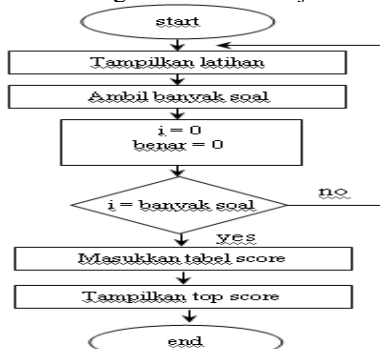 start
Tampilkan latihan
Ambil banyak soal
i = 0
benar = 0
i = banyak soal
no
yes
Masukkan tabel score
Tampilkan top score
end